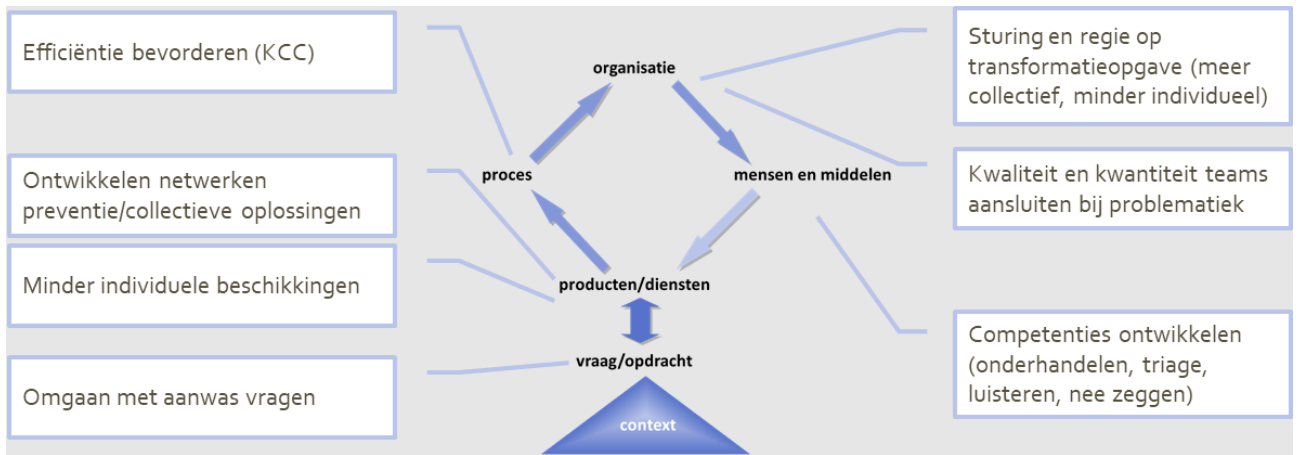 Efficiëntie bevorderen (KCC)
Ontwikkelen netwerken
preventie/collectieve oplossingen
Minder individuele beschikkingen
Omgaan met aanwas vragen
organisatie
proces
mensen en middelen
producten/diensten
vraag/opdracht
context
Sturing en regie op
transformatieopgave (meer
collectief, minder individueel)
Kwaliteit en kwantiteit teams
aansluiten bij problematiek
Competenties ontwikkelen
(onderhandelen, triage,
luisteren, nee zeggen)